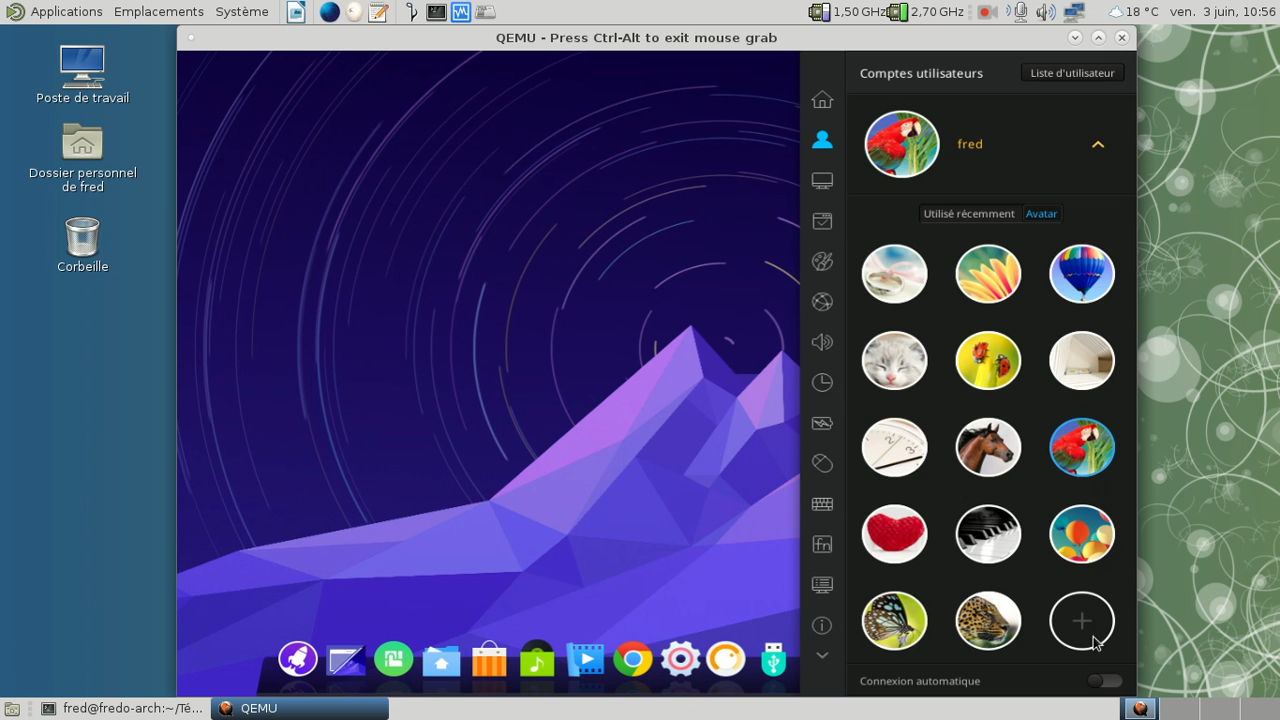 Applications Emplacements Système
1,50 GHz 2,70 GHz 18 °C ven. 3 juin, 10:56
QEMU - Press Ctrl-Alt to exit mouse grab
Poste de travail
Dossier personnel
de fred
Corbeille
Comptes utilisateurs Liste d'utilisateur
fred
Utilisé récemment Avatar
fn
Connexion automatique
fred@fredo-arch:~/Té... QEMU